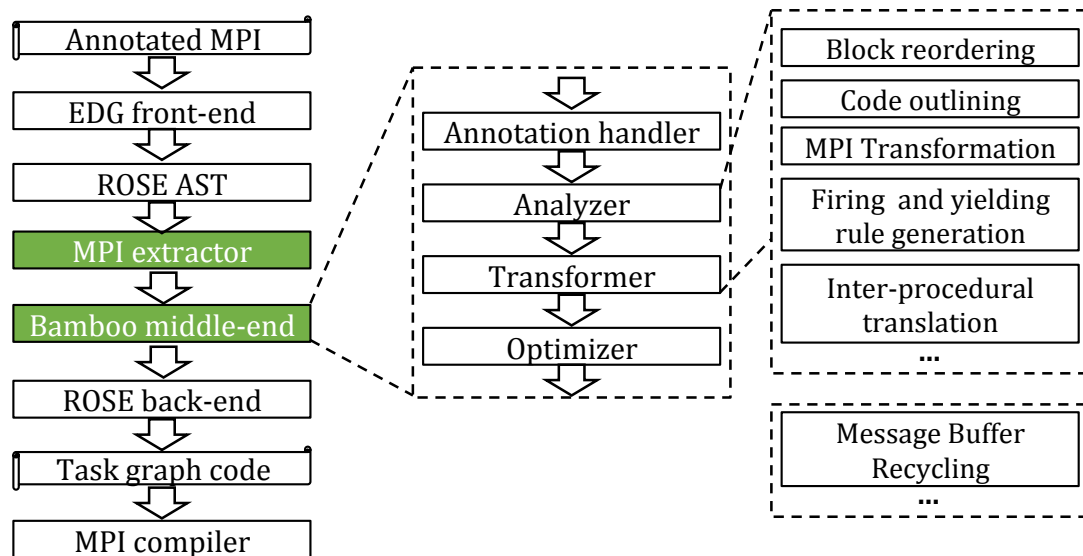 Annotated MPI
EDG front-end
ROSE AST
MPI extractor
Bamboo middle-end
ROSE back-end
Task graph code
MPI compiler
Annotation handler
Analyzer
Transformer
Optimizer
Block reordering
Code outlining
MPI Transformation
Firing and yielding
rule generation
Inter-procedural
translation
...
Message Buffer
Recycling
...